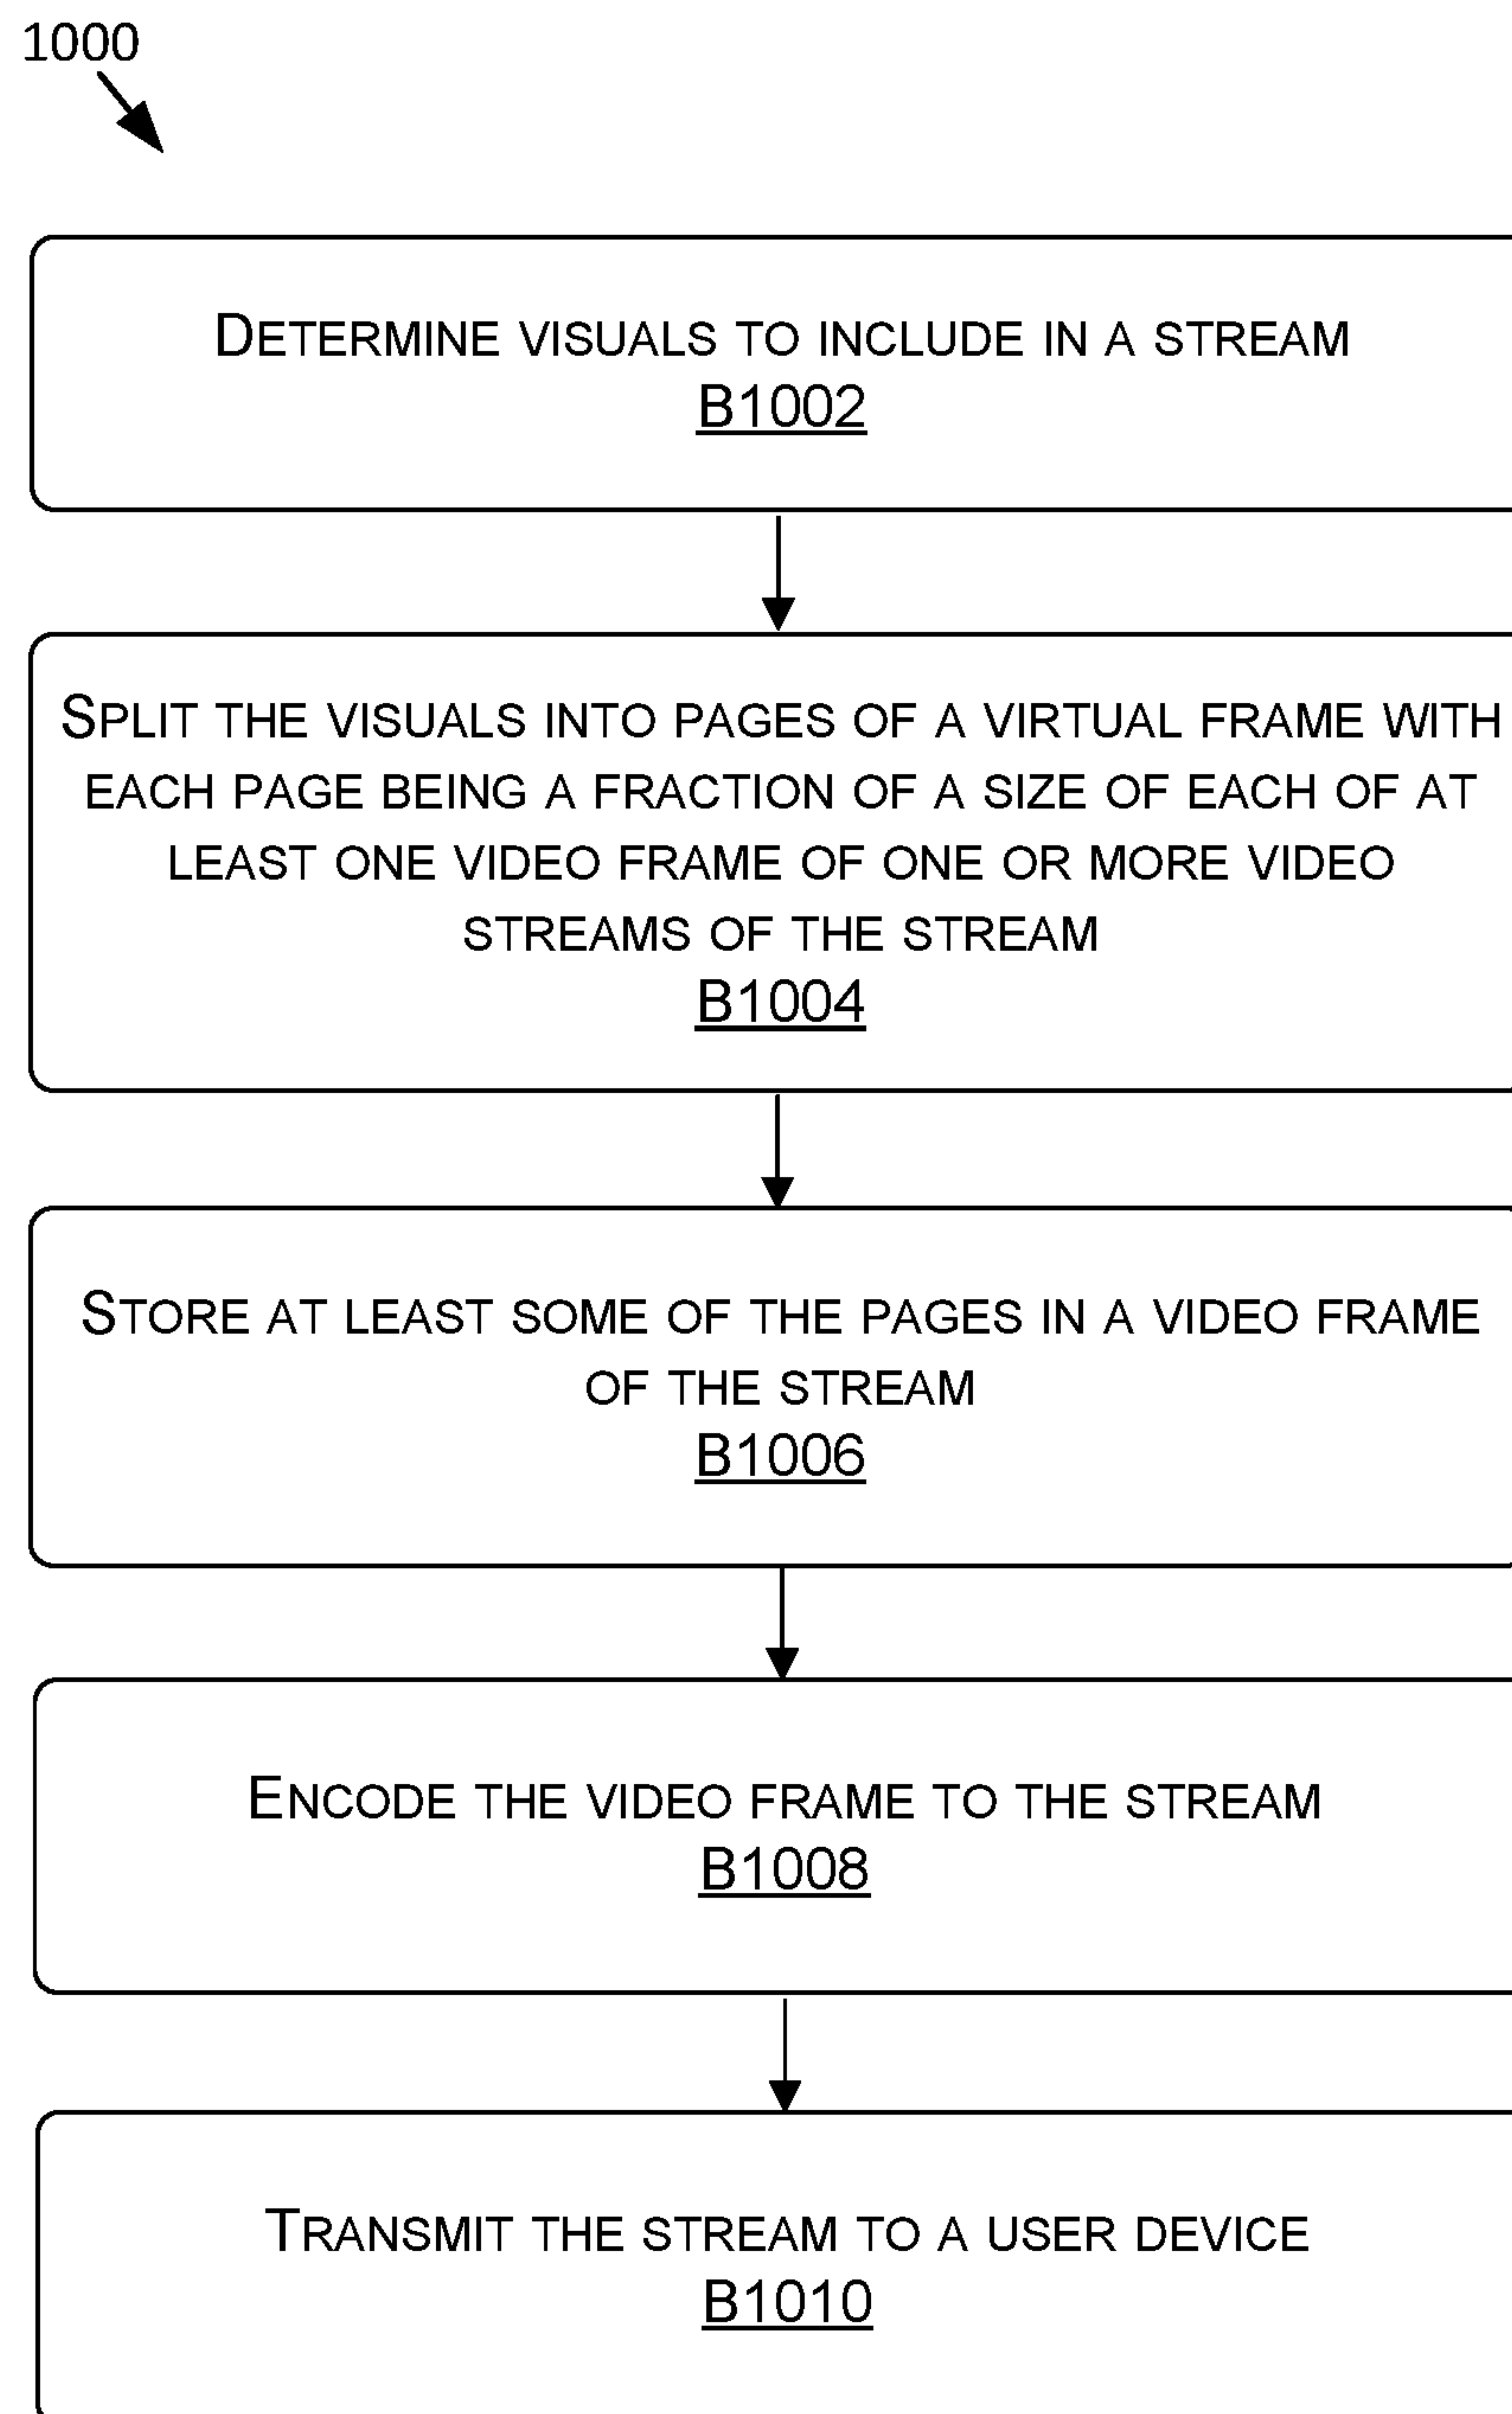 1000
DETERMINE VISUALS TO INCLUDE IN A STREAM
B1002
SPLIT THE VISUALS INTO PAGES OF A VIRTUAL FRAME WITH
EACH PAGE BEING A FRACTION OF A SIZE OF EACH OF AT
LEAST ONE VIDEO FRAME OF ONE OR MORE VIDEO
STREAMS OF THE STREAM
B1004
STORE AT LEAST SOME OF THE PAGES IN A VIDEO FRAME
OF THE STREAM
B1006
ENCODE THE VIDEO FRAME TO THE STREAM
B1008
TRANSMIT THE STREAM TO A USER DEVICE
B1010